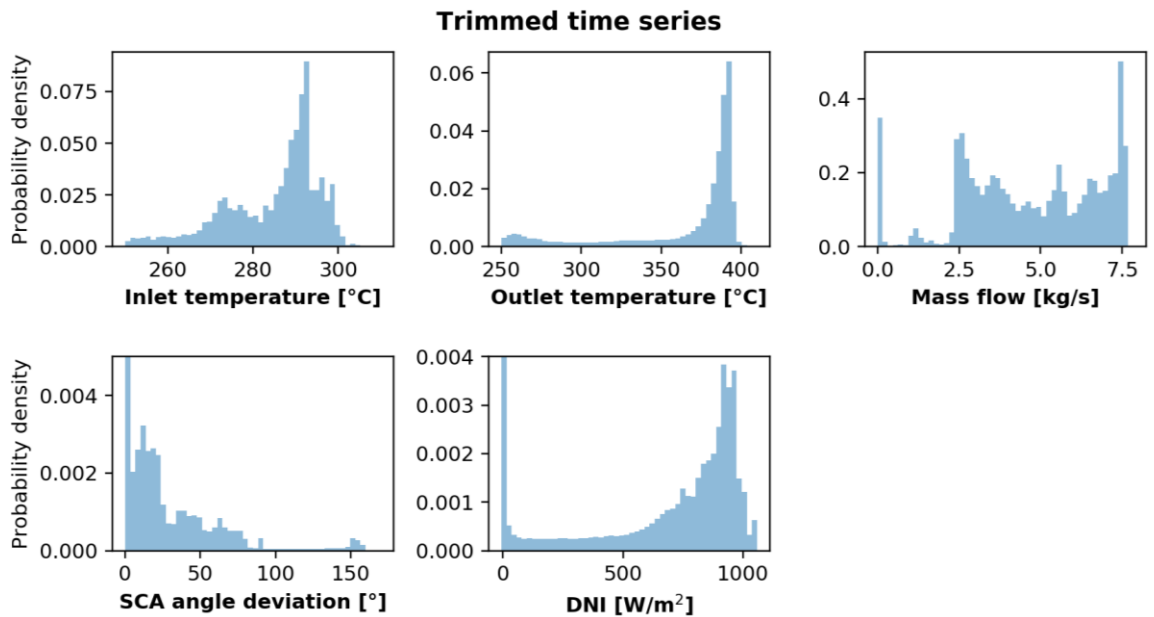 Trimmed time series
Probability density
0.075
0.050
0.025
0.000
260 280 300
Inlet temperature [°C]
0.06
0.04
0.02
0.00
250 300 350 400
Outlet temperature [°C]
0.4
0.2
0.0
0.0 2.5 5.0 7.5
Mass flow [kg/s]
Probability density
0.004
0.002
0.000
0 50 100 150
SCA angle deviation [°]
0.004
0.003
0.002
0.001
0.000
0 500 1000
DNI [W/m²]